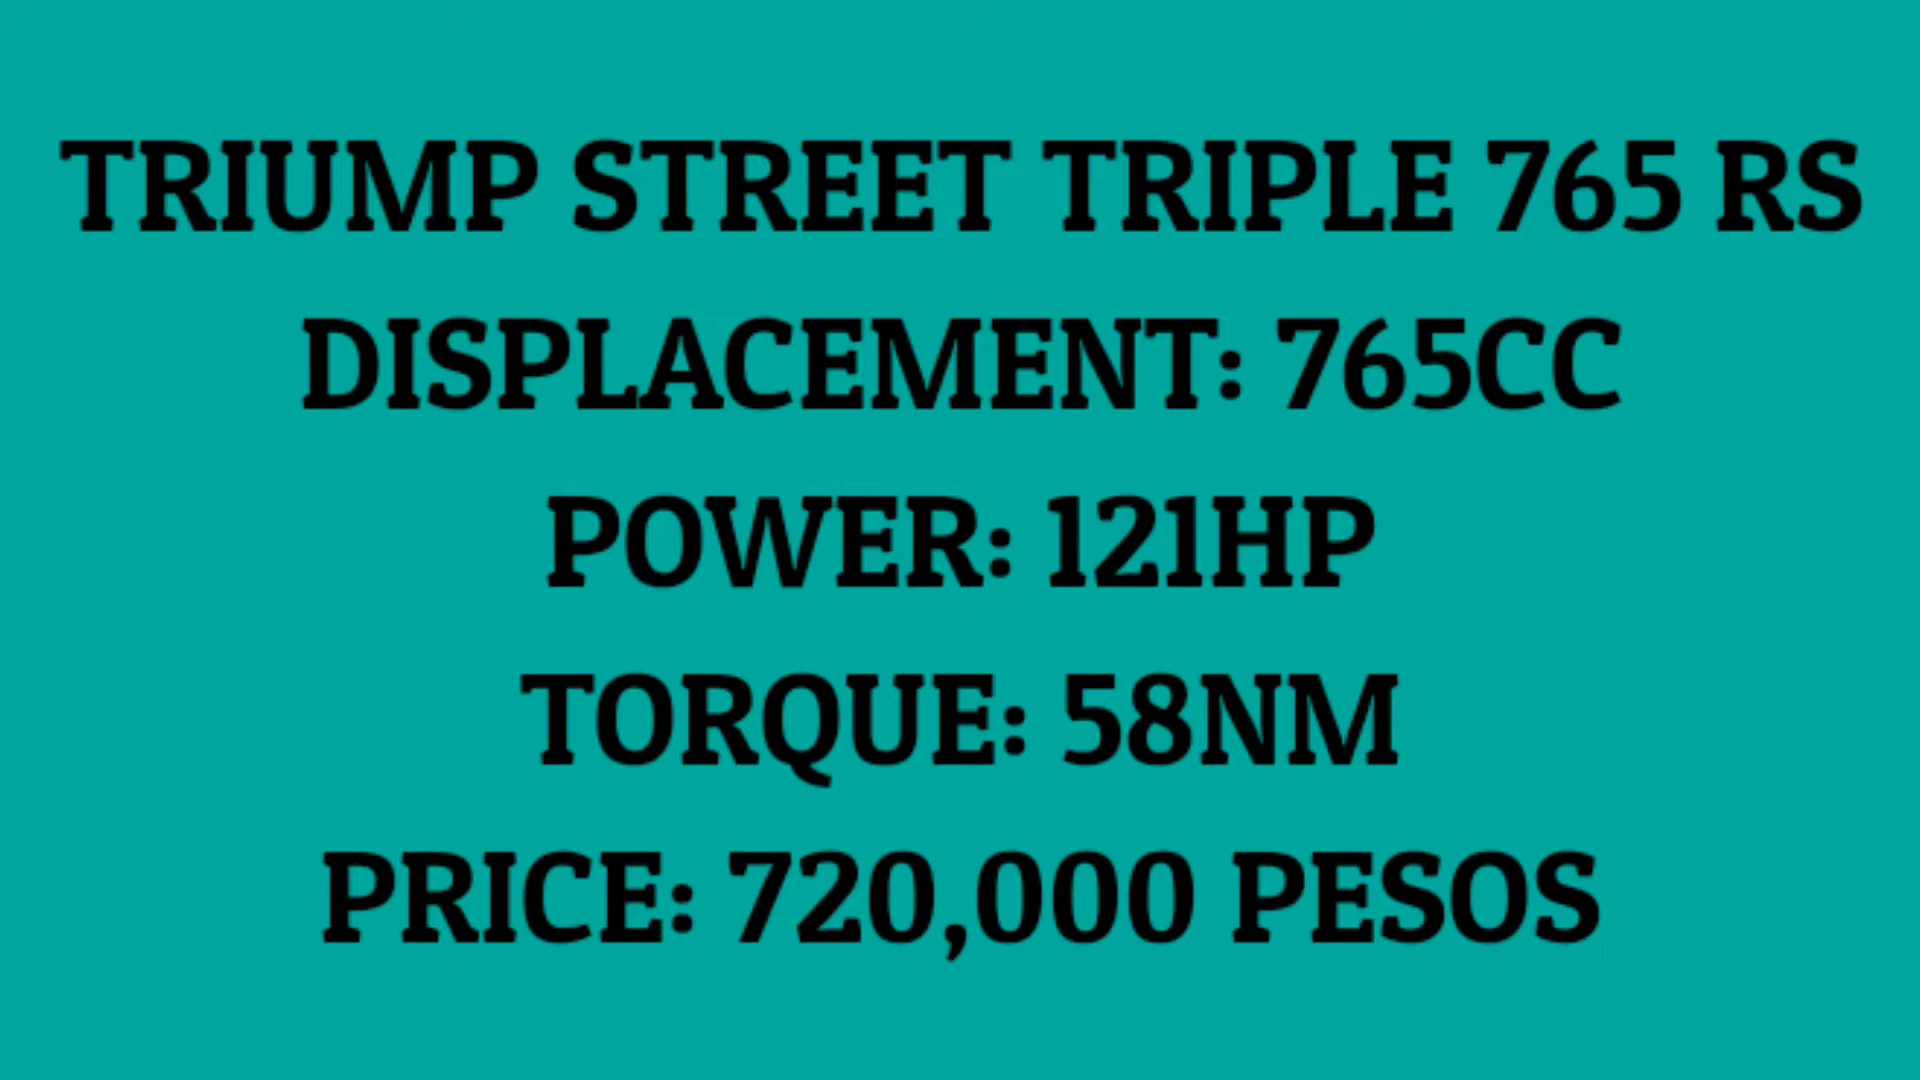 TRIUMP STREET TRIPLE 765 RS
DISPLACEMENT: 765CC
POWER: 121HP
TORQUE: 58NM
PRICE: 720,000 PESOS